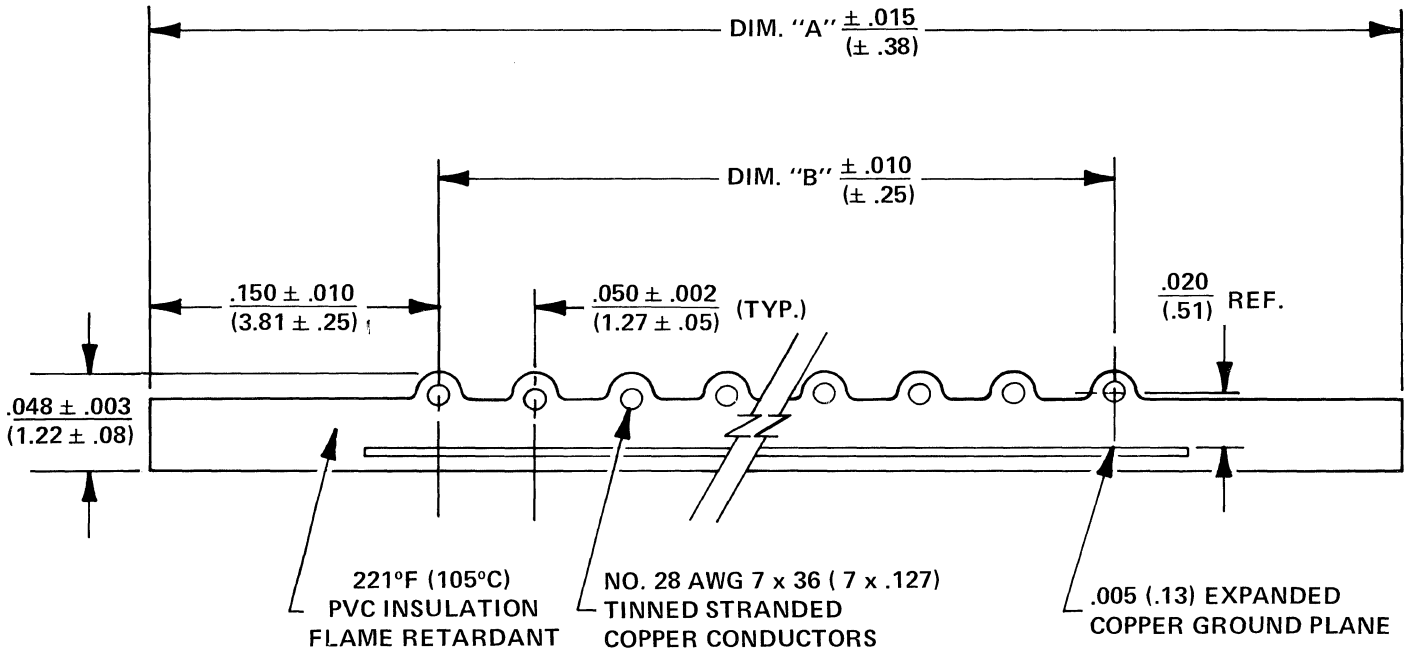 DIM. "A" ± .015
(± .38)
DIM. "B" ± .010
(± .25)
.150 ± .010
(3.81 ± .25)
.050 ± .002
(1.27 ± .05) (TYP.)
.020
(.51) REF.
.048 ± .003
(1.22 ± .08)
221ºF (105ºC)
PVC INSULATION
FLAME RETARDANT
NO. 28 AWG 7 x 36 ( 7 x .127)
TINNED STRANDED
COPPER CONDUCTORS
.005 (.13) EXPANDED
COPPER GROUND PLANE